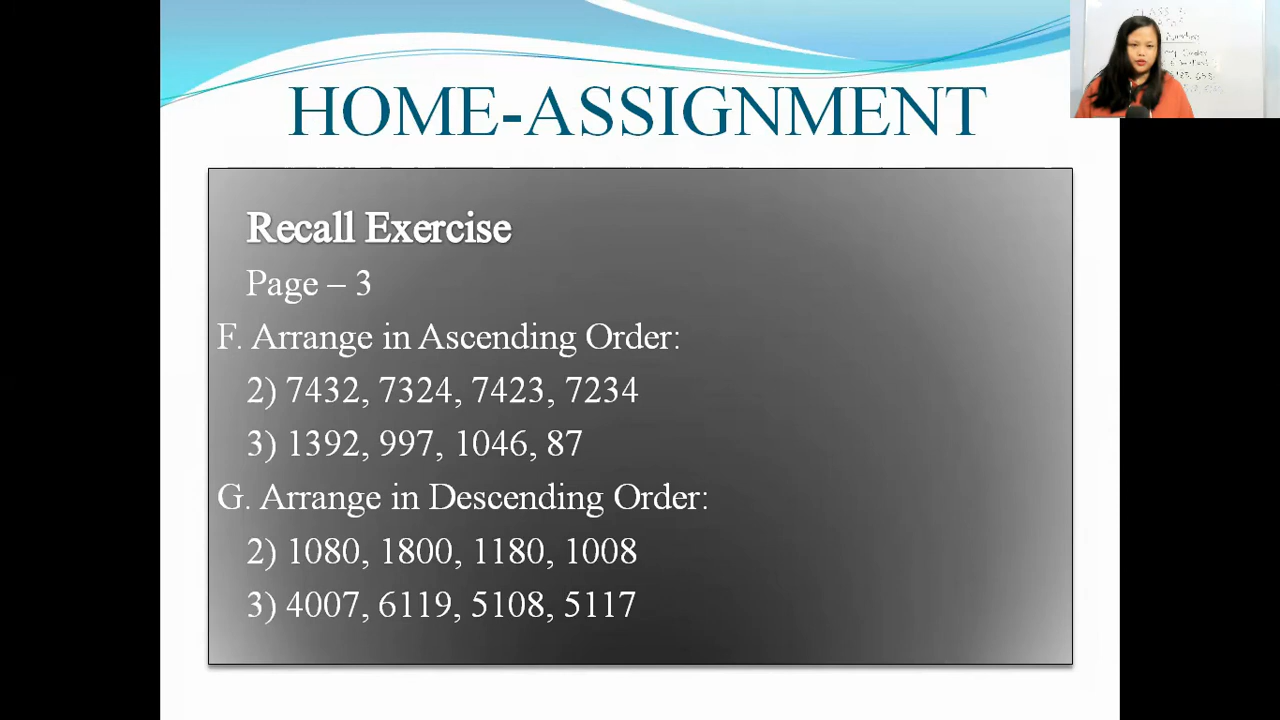 HOME-ASSIGNMENT
Recall Exercise
Page – 3
F. Arrange in Ascending Order:
2) 7432, 7324, 7423, 7234
3) 1392, 997, 1046, 87
G. Arrange in Descending Order:
2) 1080, 1800, 1180, 1008
3) 4007, 6119, 5108, 5117